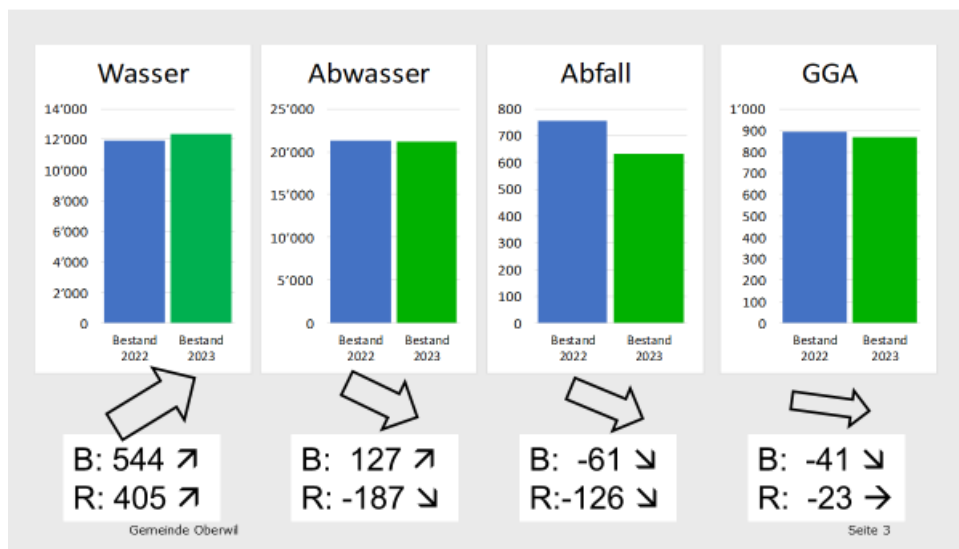 Wasser
14'000
12'000
10'000
8'000
6'000
4'000
2'000
0
Bestand Bestand
2022 2023
B: 544 ↗
R: 405 ↗
Abwasser
25'000
20'000
15'000
10'000
5'000
0
Bestand Bestand
2022 2023
B: 127 ↗
R: -187 ↘
Abfall
800
700
600
500
400
300
200
100
0
Bestand Bestand
2022 2023
B: -61 ↘
R:-126 ↘
GGA
1'000
900
800
700
600
500
400
300
200
100
0
Bestand Bestand
2022 2023
B: -41 ↘
R: -23 →
Gemeinde Oberwil
Seite 3